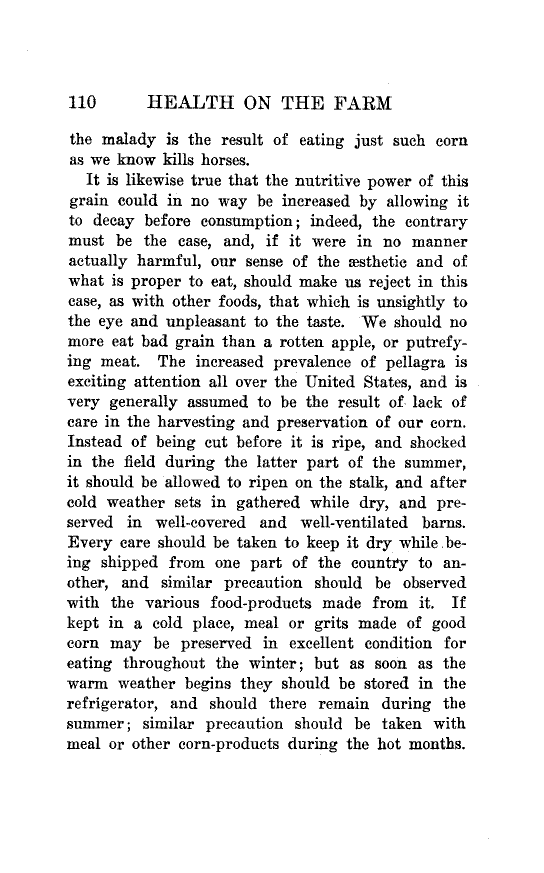 110 HEALTH ON THE FARM
the malady is the result of eating just such corn
as we know kills horses.
It is likewise true that the nutritive power of this
grain could in no way be increased by allowing it
to decay before consumption; indeed, the contrary
must be the case, and, if it were in no manner
actually harmful, our sense of the æsthetic and of
what is proper to eat, should make us reject in this
case, as with other foods, that which is unsightly to
the eye and unpleasant to the taste. We should no
more eat bad grain than a rotten apple, or putrefy-
ing meat. The increased prevalence of pellagra is
exciting attention all over the United States, and is
very generally assumed to be the result of lack of
care in the harvesting and preservation of our corn.
Instead of being cut before it is ripe, and shocked
in the field during the latter part of the summer,
it should be allowed to ripen on the stalk, and after
cold weather sets in gathered while dry, and pre-
served in well-covered and well-ventilated barns.
Every care should be taken to keep it dry while be-
ing shipped from one part of the country to an-
other, and similar precaution should be observed
with the various food-products made from it. If
kept in a cold place, meal or grits made of good
corn may be preserved in excellent condition for
eating throughout the winter; but as soon as the
warm weather begins they should be stored in the
refrigerator, and should there remain during the
summer; similar precaution should be taken with
meal or other corn-products during the hot months.